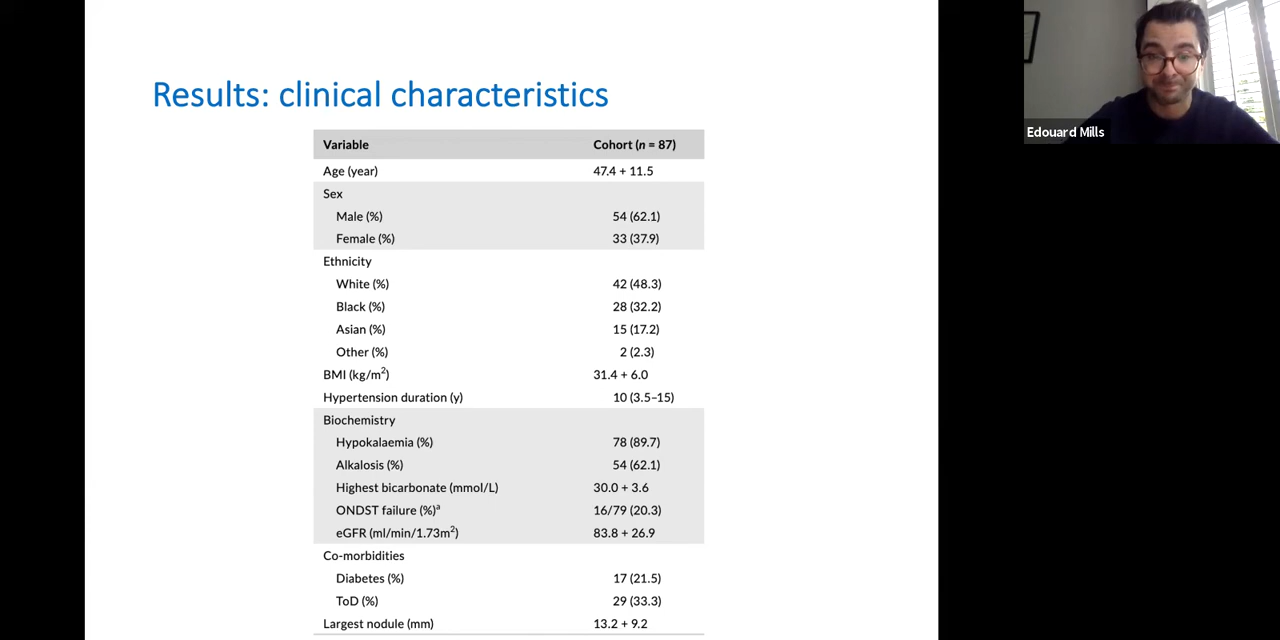 Results: clinical characteristics
Edouard Mills
Variable Cohort (n = 87)
Age (year) 47.4 + 11.5
Sex
Male (%) 54 (62.1)
Female (%) 33 (37.9)
Ethnicity
White (%) 42 (48.3)
Black (%) 28 (32.2)
Asian (%) 15 (17.2)
Other (%) 2 (2.3)
BMI (kg/m²) 31.4 + 6.0
Hypertension duration (y) 10 (3.5–15)
Biochemistry
Hypokalaemia (%) 78 (89.7)
Alkalosis (%) 54 (62.1)
Highest bicarbonate (mmol/L) 30.0 + 3.6
ONDST failure (%)ᵃ 16/79 (20.3)
eGFR (ml/min/1.73m²) 83.8 + 26.9
Co-morbidities
Diabetes (%) 17 (21.5)
ToD (%) 29 (33.3)
Largest nodule (mm) 13.2 + 9.2